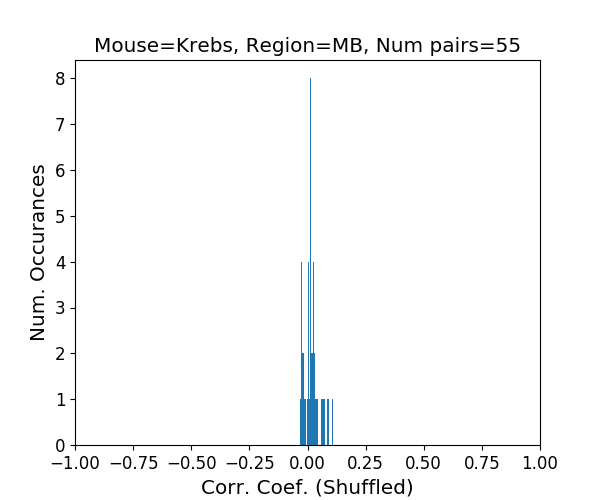 Mouse=Krebs, Region=MB, Num pairs=55
8
7
6
5
4
3
2
1
0
Num. Occurances
−1.00 −0.75 −0.50 −0.25 0.00 0.25 0.50 0.75 1.00
Corr. Coef. (Shuffled)